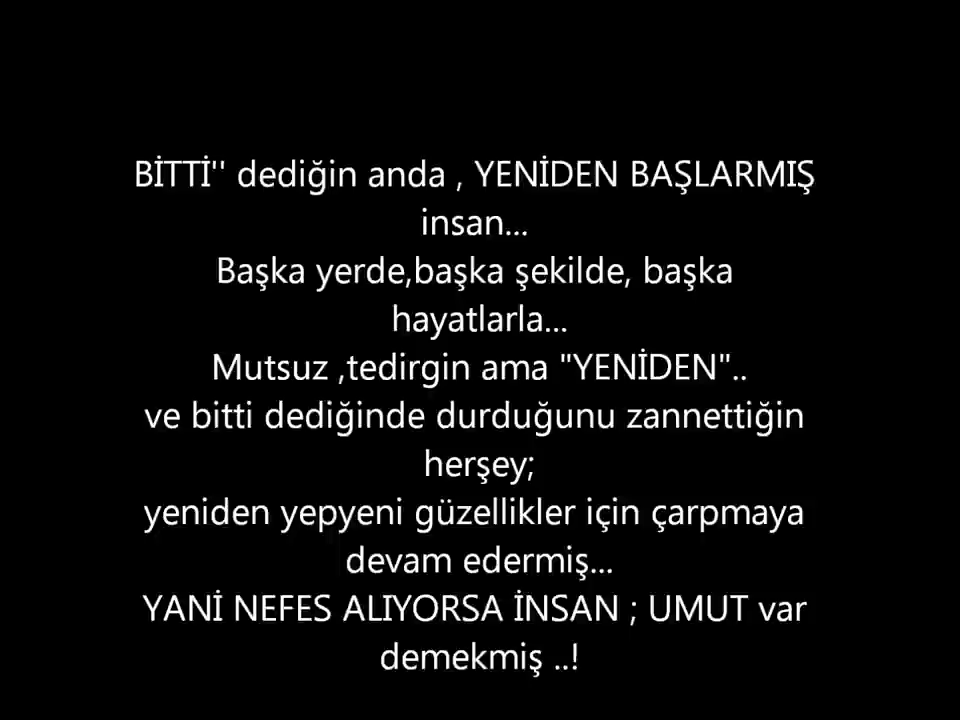 BİTTİ'' dediğin anda , YENİDEN BAŞLARMIŞ
insan...
Başka yerde,başka şekilde, başka
hayatlarla...
Mutsuz ,tedirgin ama "YENİDEN"..
ve bitti dediğinde durduğunu zannettiğin
herşey;
yeniden yepyeni güzellikler için çarpmaya
devam edermiş...
YANİ NEFES ALIYORSA İNSAN ; UMUT var
demekmiş ..!